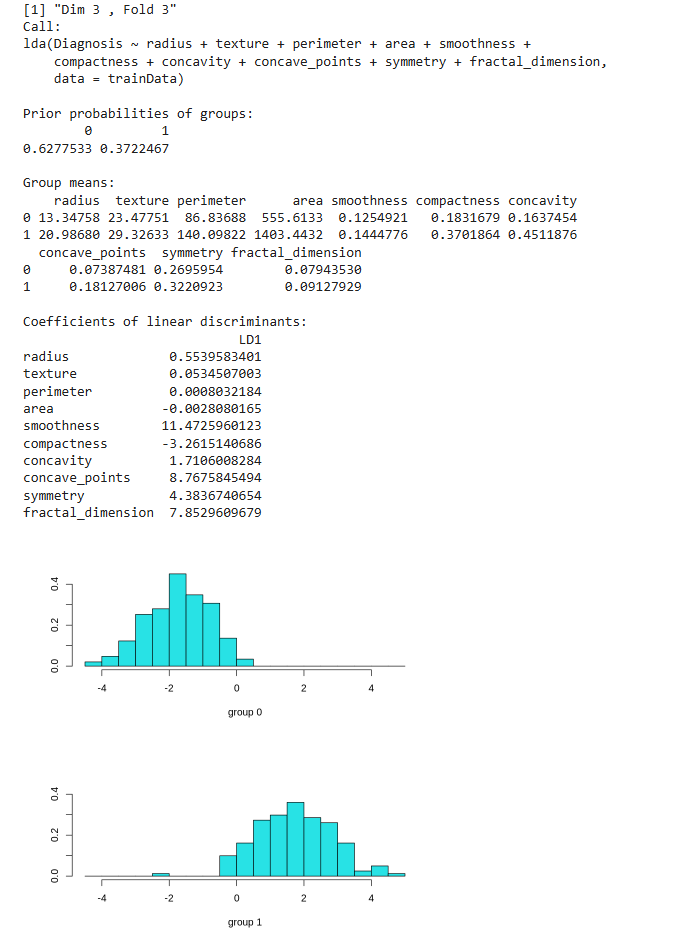 [1] "Dim 3 , Fold 3"
Call:
lda(Diagnosis ~ radius + texture + perimeter + area + smoothness +
    compactness + concavity + concave_points + symmetry + fractal_dimension,
    data = trainData)

Prior probabilities of groups:
        0         1
0.6277533 0.3722467

Group means:
    radius  texture perimeter      area smoothness compactness concavity
0 13.34758 23.47751  86.83688  555.6133  0.1254921   0.1831679 0.1637454
1 20.98680 29.32633 140.09822 1403.4432  0.1444776   0.3701864 0.4511876
  concave_points  symmetry fractal_dimension
0     0.07387481 0.2695954        0.07943530
1     0.18127006 0.3220923        0.09127929

Coefficients of linear discriminants:
                            LD1
radius             0.5539583401
texture            0.0534507003
perimeter          0.0008032184
area              -0.0028080165
smoothness        11.4725960123
compactness       -3.2615140686
concavity          1.7106008284
concave_points     8.7675845494
symmetry           4.3836740654
fractal_dimension  7.8529609679
0.4
0.2
0.0
-4 -2 0 2 4
group 0
0.4
0.2
0.0
-4 -2 0 2 4
group 1